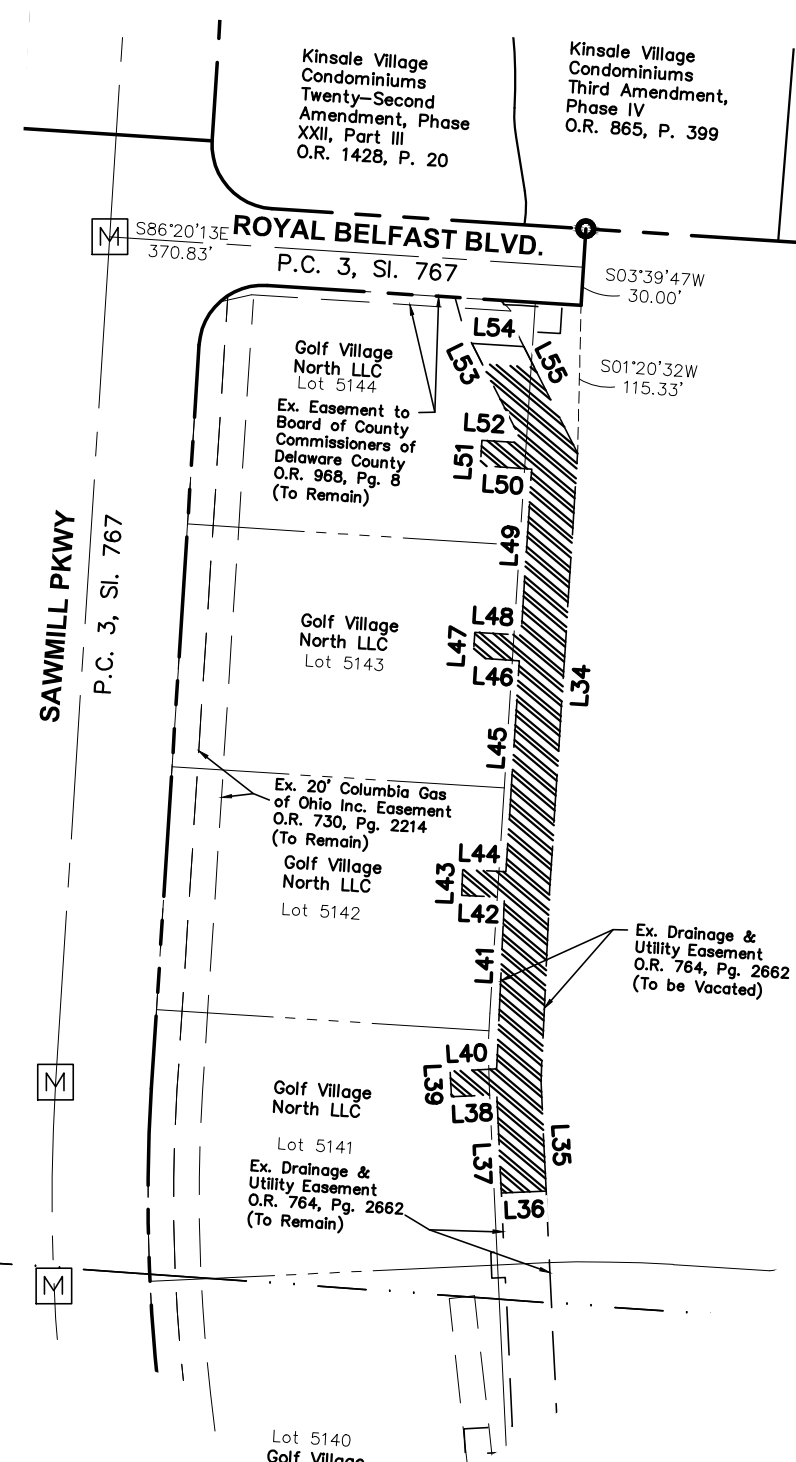 Kinsale Village
Condominiums
Twenty-Second
Amendment, Phase
XXII, Part III
O.R. 1428, P. 20
Kinsale Village
Condominiums
Third Amendment,
Phase IV
O.R. 865, P. 399
M
S86°20'13E
370.83'
ROYAL BELFAST BLVD.
P.C. 3, Sl. 767
S03°39'47W
30.00'
L54
L53
L55
S01°20'32W
115.33'
Golf Village
North LLC
Lot 5144
Ex. Easement to
Board of County
Commissioners of
Delaware County
O.R. 968, Pg. 8
(To Remain)
L52
L51
L50
L49
SAWMILL PKWY
P.C. 3, Sl. 767
Golf Village
North LLC
Lot 5143
L48
L47
L46
L34
L45
Ex. 20' Columbia Gas
of Ohio Inc. Easement
O.R. 730, Pg. 2214
(To Remain)
Golf Village
North LLC
Lot 5142
L44
L43
L42
L41
Ex. Drainage &
Utility Easement
O.R. 764, Pg. 2662
(To be Vacated)
M
L40
L39
L38
Golf Village
North LLC
Lot 5141
L37
L35
Ex. Drainage &
Utility Easement
O.R. 764, Pg. 2662
(To Remain)
L36
M
Lot 5140
Golf Village